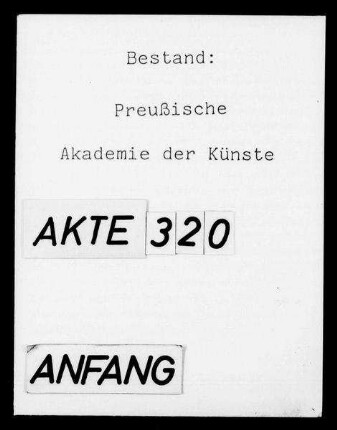 Bestand:
Preußische
Akademie der Künste
AKTE 320
ANFANG